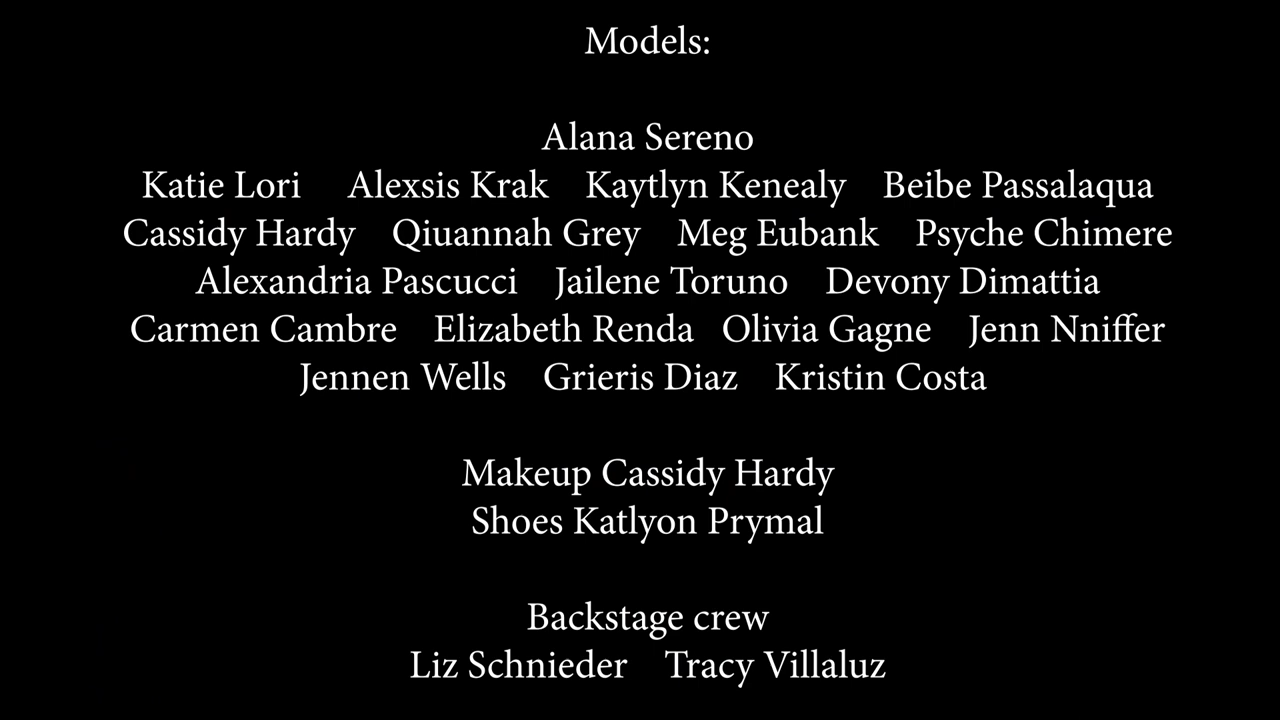 Models:
Alana Sereno
Katie Lori Alexsis Krak Kaytlyn Kenealy Beibe Passalaqua
Cassidy Hardy Qiuannah Grey Meg Eubank Psyche Chimere
Alexandria Pascucci Jailene Toruno Devony Dimattia
Carmen Cambre Elizabeth Renda Olivia Gagne Jenn Nniffer
Jennen Wells Grieris Diaz Kristin Costa
Makeup Cassidy Hardy
Shoes Katlyon Prymal
Backstage crew
Liz Schnieder Tracy Villaluz